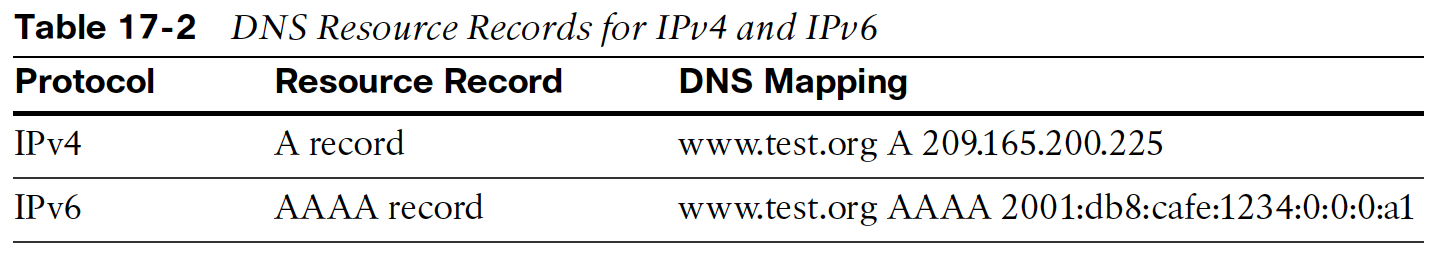 Table 17-2 DNS Resource Records for IPv4 and IPv6
Protocol Resource Record DNS Mapping
IPv4 A record www.test.org A 209.165.200.225
IPv6 AAAA record www.test.org AAAA 2001:db8:cafe:1234:0:0:0:a1